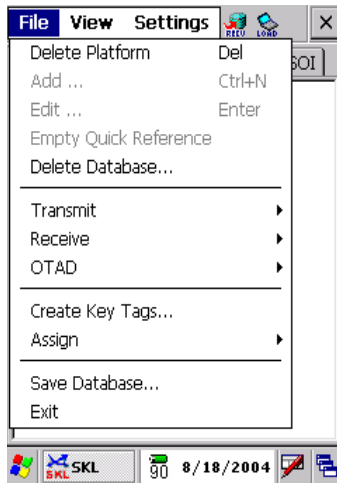 File View Settings RECV LOAD
SOI
Delete Platform Del
Add ... Ctrl+N
Edit ... Enter
Empty Quick Reference
Delete Database...
Transmit
Receive
OTAD
Create Key Tags...
Assign
Save Database...
Exit
SKL SKL 90 8/18/2004